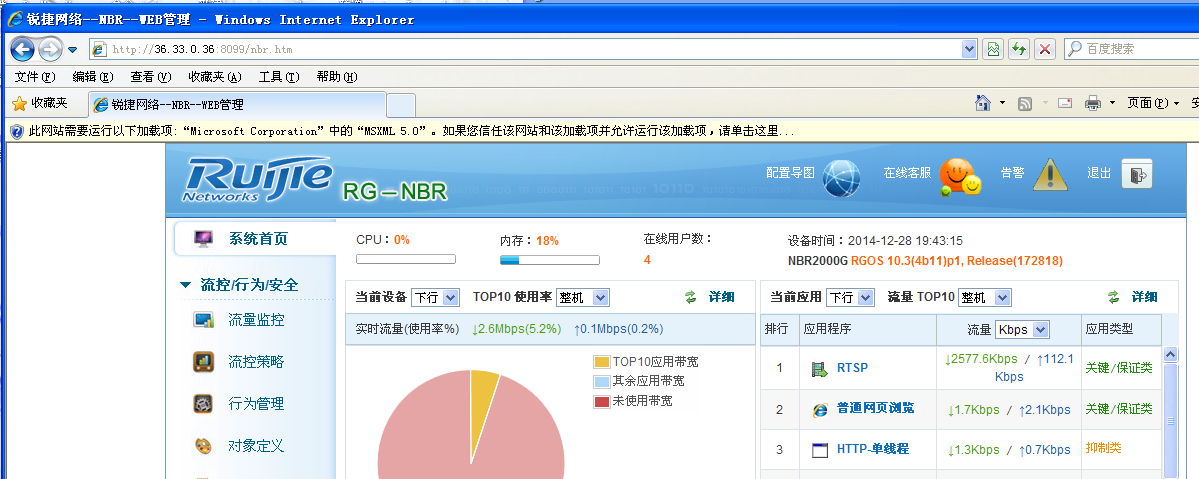 锐捷网络--NBR--WEB管理 - Windows Internet Explorer
http://36.33.0.36:8099/nbr.htm
百度搜索
文件(F) 编辑(E) 查看(V) 收藏夹(A) 工具(T) 帮助(H)
收藏夹 锐捷网络--NBR--WEB管理 页面(P) 安
此网站需要运行以下加载项:“Microsoft Corporation”中的“MSXML 5.0”。如果您信任该网站和该加载项并允许运行该加载项,请单击这里...
Ruijie
Networks
RG-NBR
配置导图 在线客服 告警 退出
系统首页
流控/行为/安全
流量监控
流控策略
行为管理
对象定义
CPU:0% 内存:18% 在线用户数: 设备时间:2014-12-28 19:43:15
4 NBR2000G RGOS 10.3(4b11)p1, Release(172818)
当前设备 下行 TOP10 使用率 整机 详细
实时流量(使用率%) ↓2.6Mbps(5.2%) ↑0.1Mbps(0.2%)
TOP10应用带宽
其余应用带宽
未使用带宽
当前应用 下行 流量 TOP10 整机 详细
排行 应用程序 流量 Kbps 应用类型
1 RTSP ↓2577.6Kbps / ↑112.1 Kbps 关键/保证类
2 普通网页浏览 ↓1.7Kbps / ↑2.1Kbps 关键/保证类
3 HTTP-单线程 ↓1.3Kbps / ↑0.7Kbps 抑制类